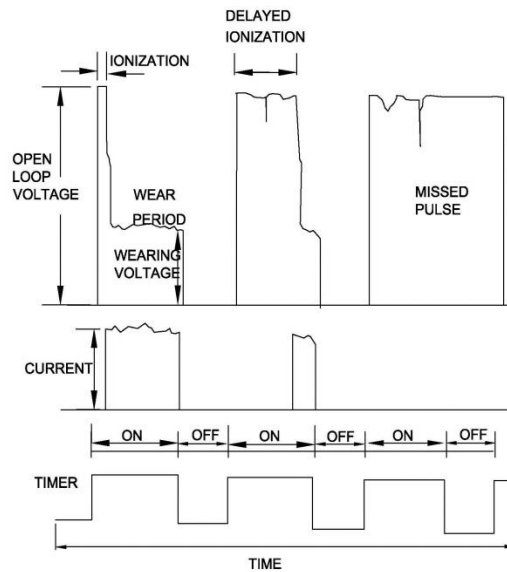 DELAYED
IONIZATION
IONIZATION
OPEN
LOOP
VOLTAGE
WEAR
PERIOD
WEARING
VOLTAGE
MISSED
PULSE
CURRENT
ON OFF ON OFF ON OFF
TIMER
TIME